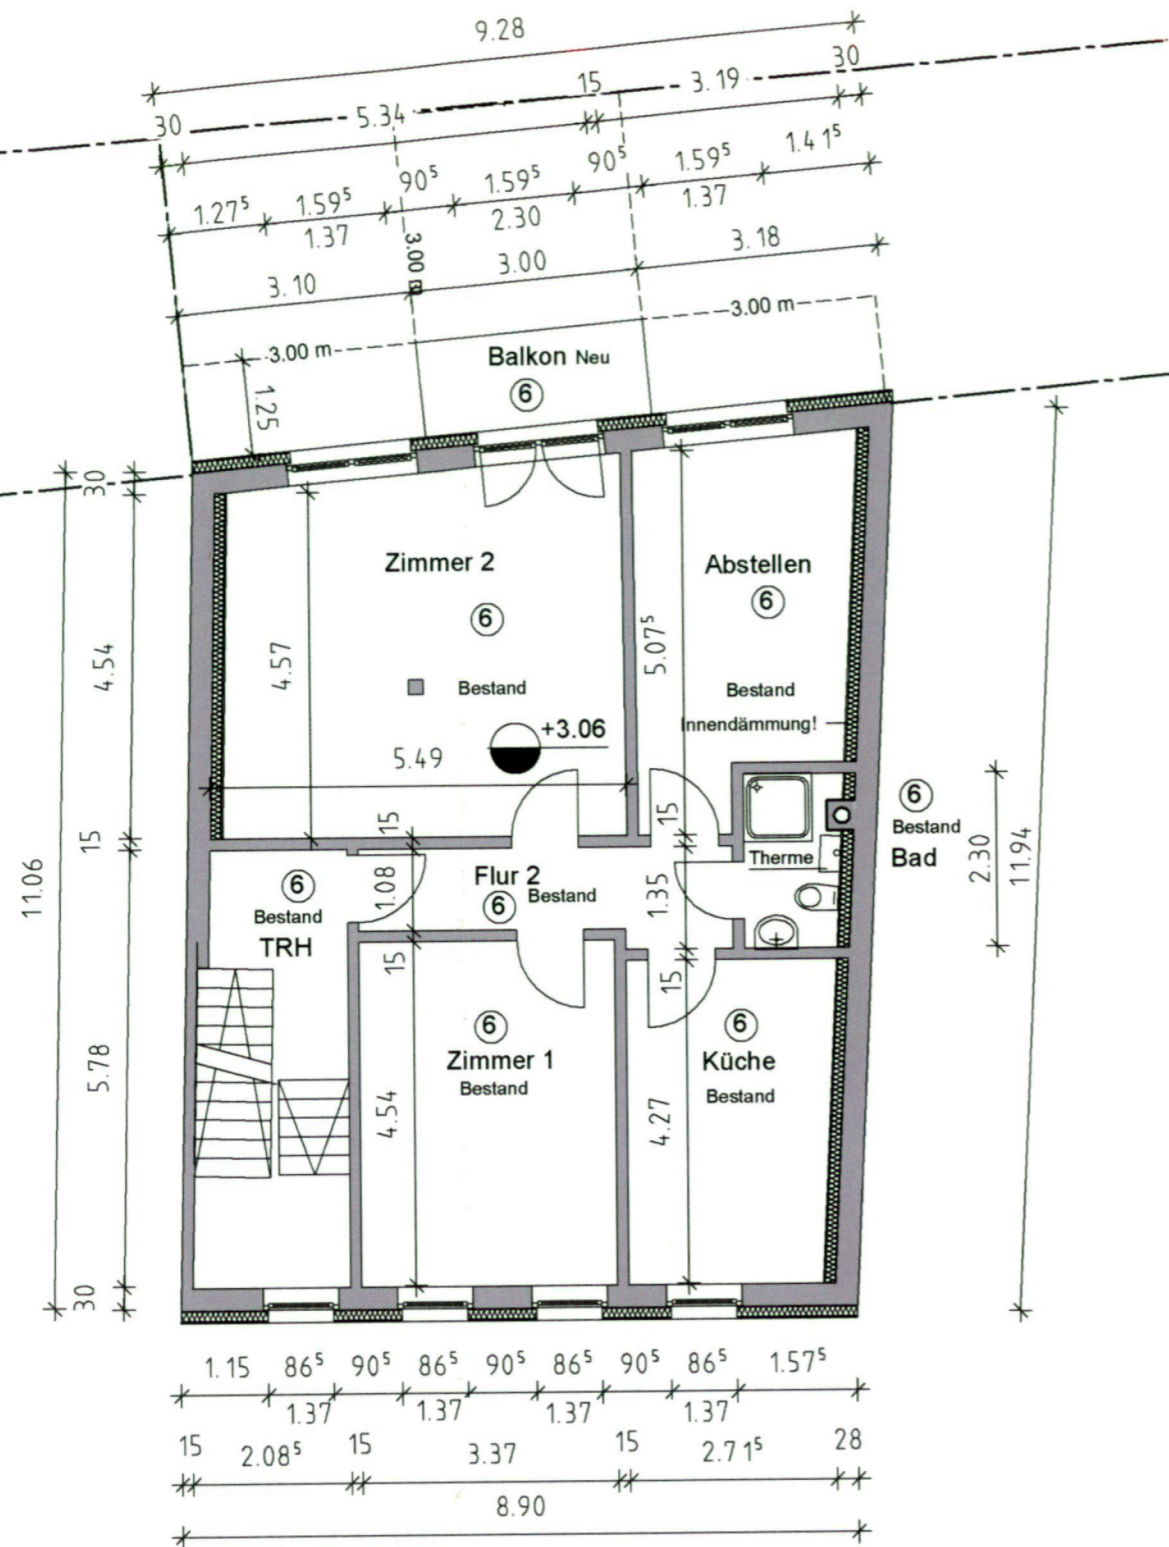 9.28
30 5.34 15 3.19 30
1.27⁵ 1.59⁵ 90⁵ 1.59⁵ 90⁵ 1.59⁵ 1.41⁵
1.37 2.30 1.37
3.10 3.00 3.18
3.00 m
3.00 m
3.00 m
Balkon Neu
6
1.25
30
Zimmer 2
6
Abstellen
6
4.54
4.57
5.07⁵
Bestand
Bestand
Innendämmung!
+3.06
5.49
15
15
15
6
Bestand
Bad
2.30
11.94
11.06
Therme
6
Bestand
TRH
1.08
Flur 2
6
Bestand
1.35
15
15
5.78
6
Zimmer 1
Bestand
6
Küche
Bestand
4.54
4.27
30
1.15 86⁵ 90⁵ 86⁵ 90⁵ 86⁵ 90⁵ 86⁵ 1.57⁵
1.37 1.37 1.37 1.37
15 2.08⁵ 15 3.37 15 2.71⁵ 28
8.90